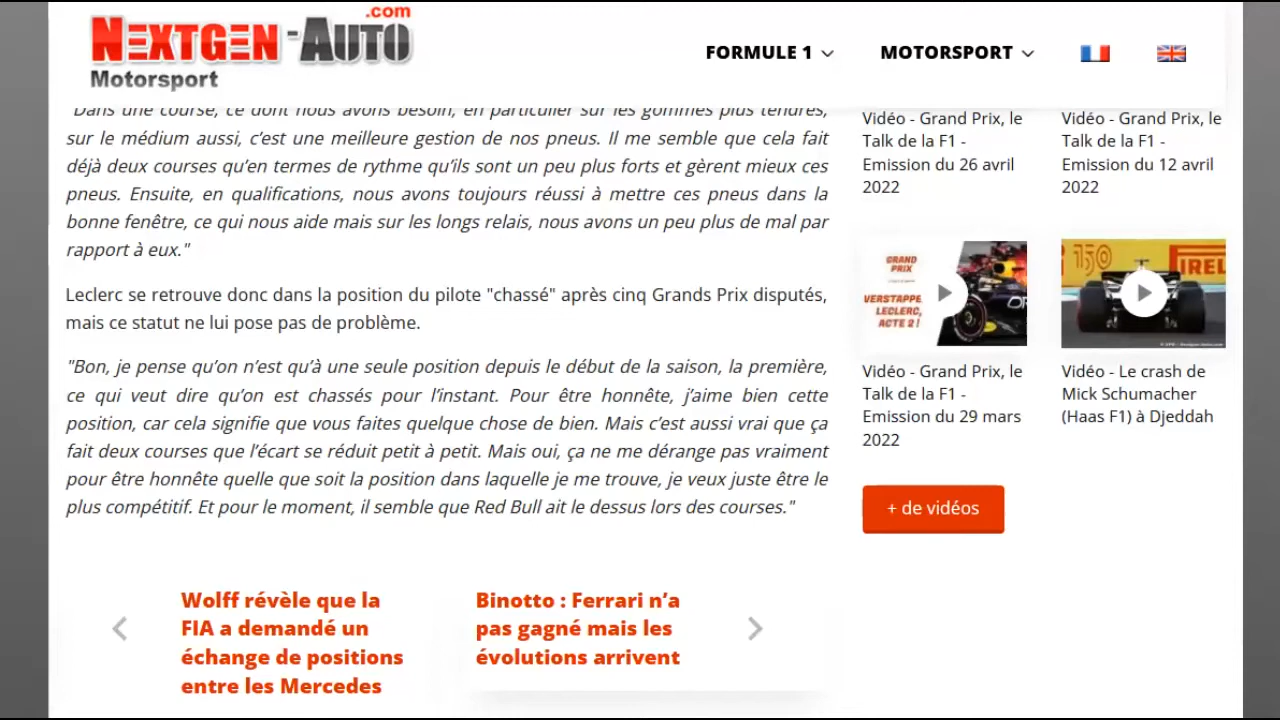 NEXTGEN-AUTO
.com
Motorsport
FORMULE 1
MOTORSPORT
"Dans une course, ce dont nous avons besoin, en particulier sur les gommes plus tendres,
sur le médium aussi, c’est une meilleure gestion de nos pneus. Il me semble que cela fait
déjà deux courses qu’en termes de rythme qu’ils sont un peu plus forts et gèrent mieux ces
pneus. Ensuite, en qualifications, nous avons toujours réussi à mettre ces pneus dans la
bonne fenêtre, ce qui nous aide mais sur les longs relais, nous avons un peu plus de mal par
rapport à eux."
Leclerc se retrouve donc dans la position du pilote "chassé" après cinq Grands Prix disputés,
mais ce statut ne lui pose pas de problème.
"Bon, je pense qu’on n’est qu’à une seule position depuis le début de la saison, la première,
ce qui veut dire qu’on est chassés pour l’instant. Pour être honnête, j’aime bien cette
position, car cela signifie que vous faites quelque chose de bien. Mais c’est aussi vrai que ça
fait deux courses que l’écart se réduit petit à petit. Mais oui, ça ne me dérange pas vraiment
pour être honnête quelle que soit la position dans laquelle je me trouve, je veux juste être le
plus compétitif. Et pour le moment, il semble que Red Bull ait le dessus lors des courses."
Wolff révèle que la
FIA a demandé un
échange de positions
entre les Mercedes
Binotto : Ferrari n’a
pas gagné mais les
évolutions arrivent
Vidéo - Grand Prix, le
Talk de la F1 -
Emission du 26 avril
2022
Vidéo - Grand Prix, le
Talk de la F1 -
Emission du 12 avril
2022
GRAND
PRIX
VERSTAPPE
LECLERC,
ACTE 2 !
150
PIREL
Vidéo - Grand Prix, le
Talk de la F1 -
Emission du 29 mars
2022
Vidéo - Le crash de
Mick Schumacher
(Haas F1) à Djeddah
+ de vidéos